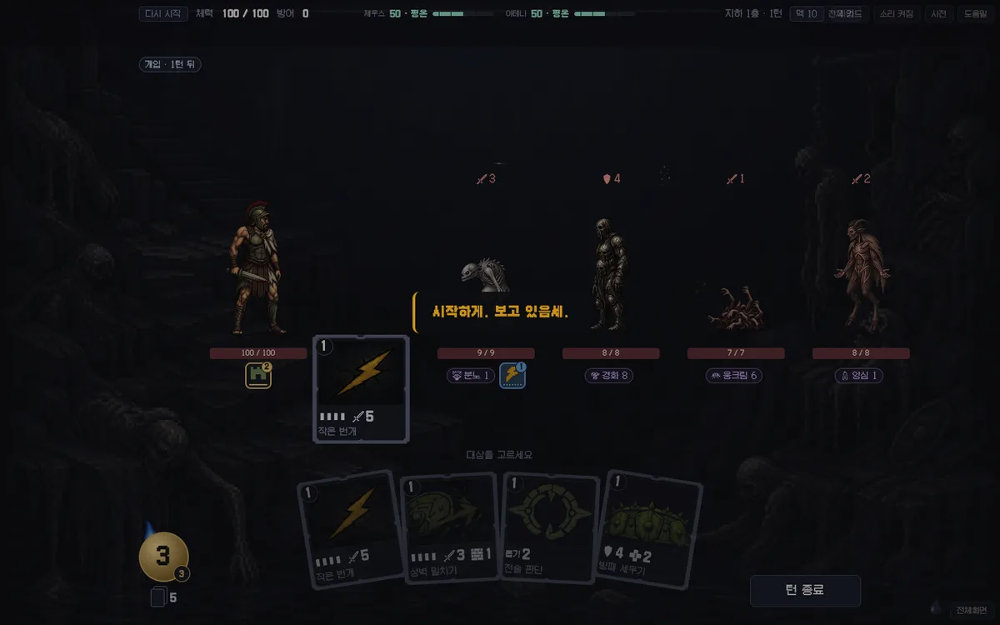 다시 시작 체력 100 / 100 방어 0 제우스 50 · 평온 아테나 50 · 평온 지하 1층 · 1턴 덱 10 소리 켜짐 사전 도움말
개입 · 1턴 뒤
3 4 1 2
시작하게. 보고 있음세.
100 / 100 9 / 9 8 / 8 7 / 7 8 / 8
2 분노 1 1 경화 8 웅크림 6 앙심 1
1
5
작은 번개
대상을 고르세요
1 1 1 1
5 3 1 뽑기 2 4 2
작은 번개 성벽 밀치기 전술 판단 방패 세우기
3
3
5
턴 종료
전체화면